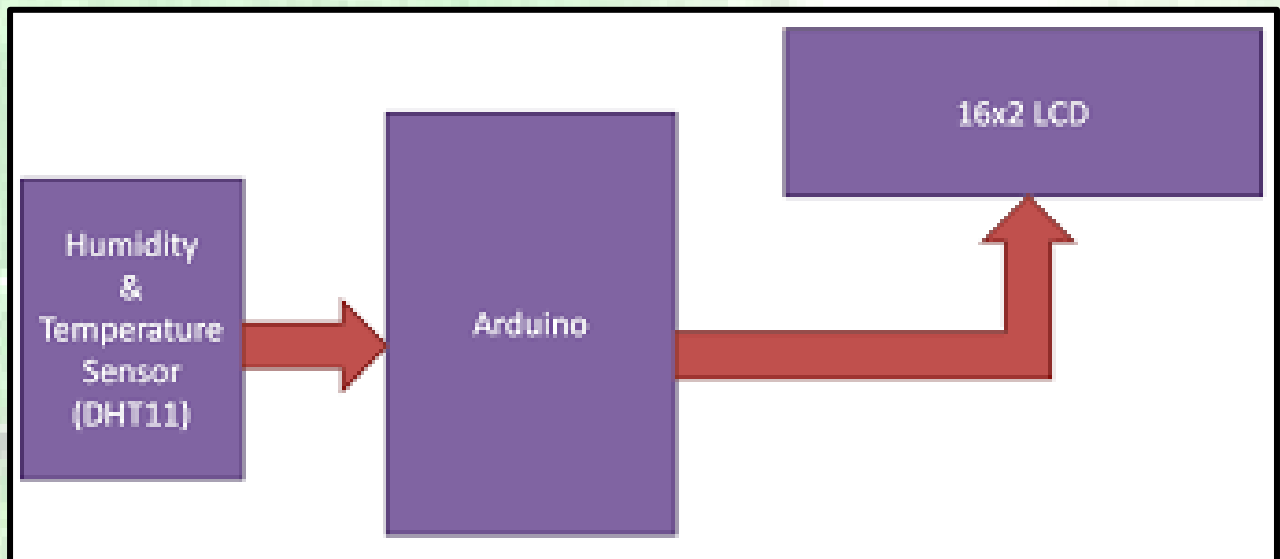 Humidity
&
Temperature
Sensor
(DHT11)
Arduino
16x2 LCD